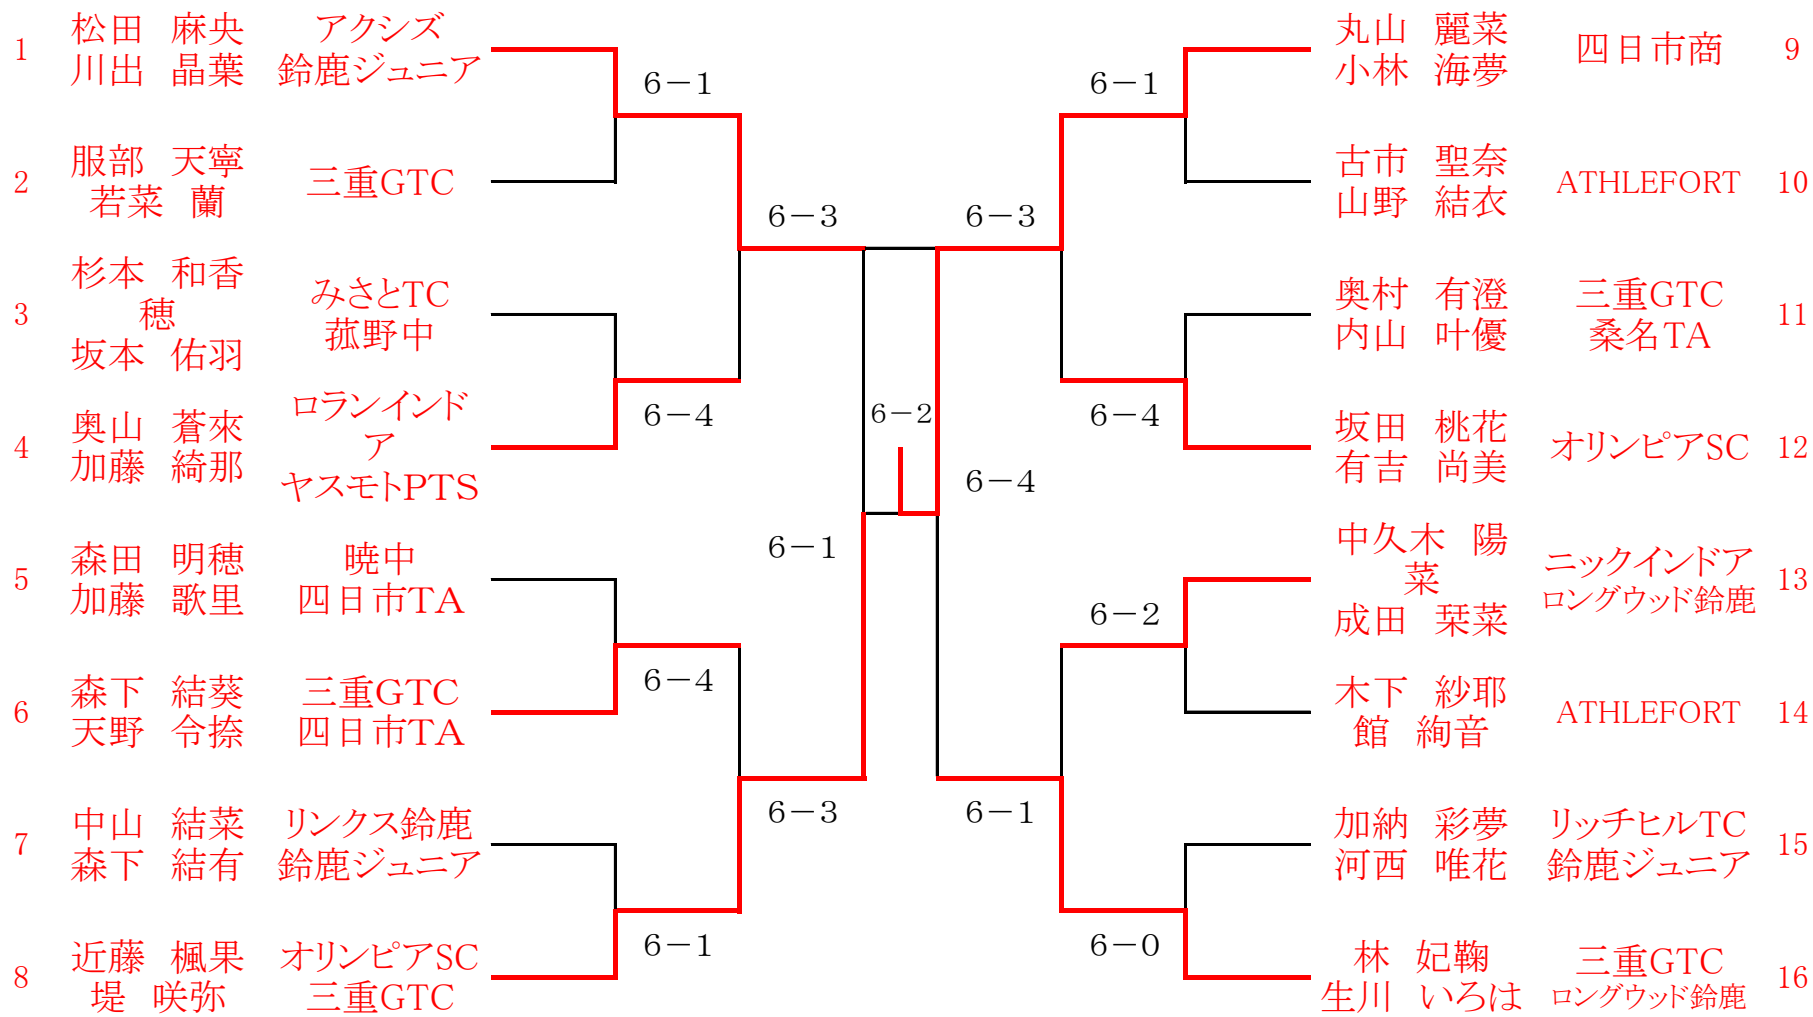 1
松田　麻央
川出　晶葉
アクシズ
鈴鹿ジュニア
2
服部　天寧
若菜　蘭
三重GTC
3
杉本　和香
穂
坂本　佑羽
みさとTC
菰野中
4
奥山　蒼來
加藤　綺那
ロランインド
ア
ヤスモトPTS
5
森田　明穂
加藤　歌里
暁中
四日市TA
6
森下　結葵
天野　令捺
三重GTC
四日市TA
7
中山　結菜
森下　結有
リンクス鈴鹿
鈴鹿ジュニア
8
近藤　楓果
堤　咲弥
オリンピアSC
三重GTC
6－1
6－4
6－4
6－1
6－3
6－3
6－1
6－2
6－4
6－3
6－1
6－1
6－4
6－2
6－0
丸山　麗菜
小林　海夢
四日市商
9
古市　聖奈
山野　結衣
ATHLEFORT
10
奥村　有澄
内山　叶優
三重GTC
桑名TA
11
坂田　桃花
有吉　尚美
オリンピアSC
12
中久木　陽
菜
成田　栞菜
ニックインドア
ロングウッド鈴鹿
13
木下　紗耶
館　絢音
ATHLEFORT
14
加納　彩夢
河西　唯花
リッチヒルTC
鈴鹿ジュニア
15
林　妃鞠
生川　いろは
三重GTC
ロングウッド鈴鹿
16